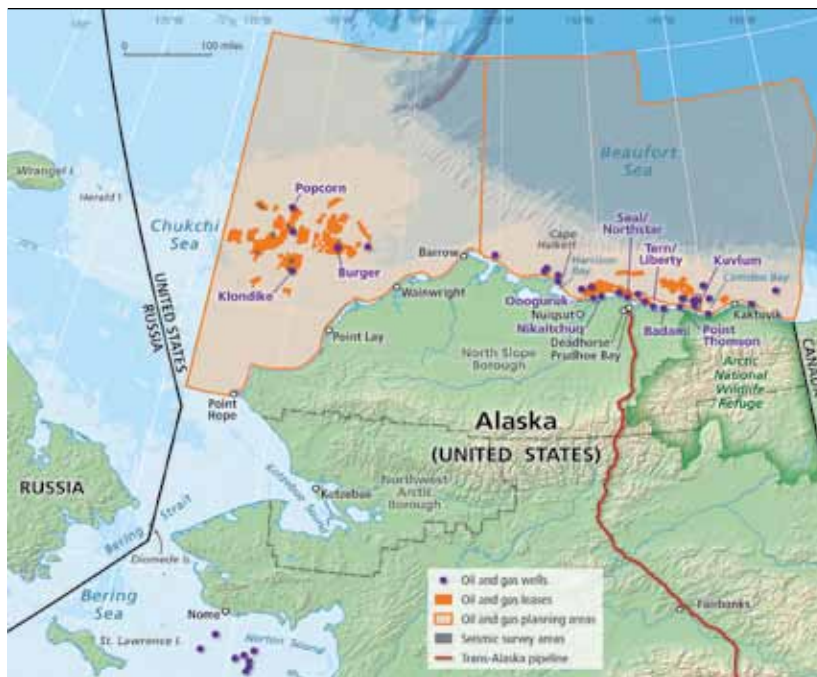 0 100 miles
Wrangel I.
Herald I.
Chukchi
Sea
Beaufort
Sea
Popcorn
Burger
Klondike
Barrow
Wainwright
Point Lay
Point
Hope
Cape
Halkett
Harrison
Bay
Seal/
Northstar
Tern/
Liberty
Kuvlum
Camden Bay
Oooguruk
Nuiqsut
Nikaitchuq
Deadhorse
Prudhoe Bay
Badami
Point
Thomson
Kaktovik
UNITED STATES
RUSSIA
CANADA
North Slope
Borough
Arctic
National
Wildlife
Refuge
Alaska
(UNITED STATES)
RUSSIA
Kotzebue
Kotzebue Sound
Northwest
Arctic
Borough
Bering Strait
Diomede Is.
Bering
Sea
Nome
St. Lawrence I.
Norton Sound
Fairbanks
Oil and gas wells
Oil and gas leases
Oil and gas planning areas
Seismic survey areas
Trans-Alaska pipeline